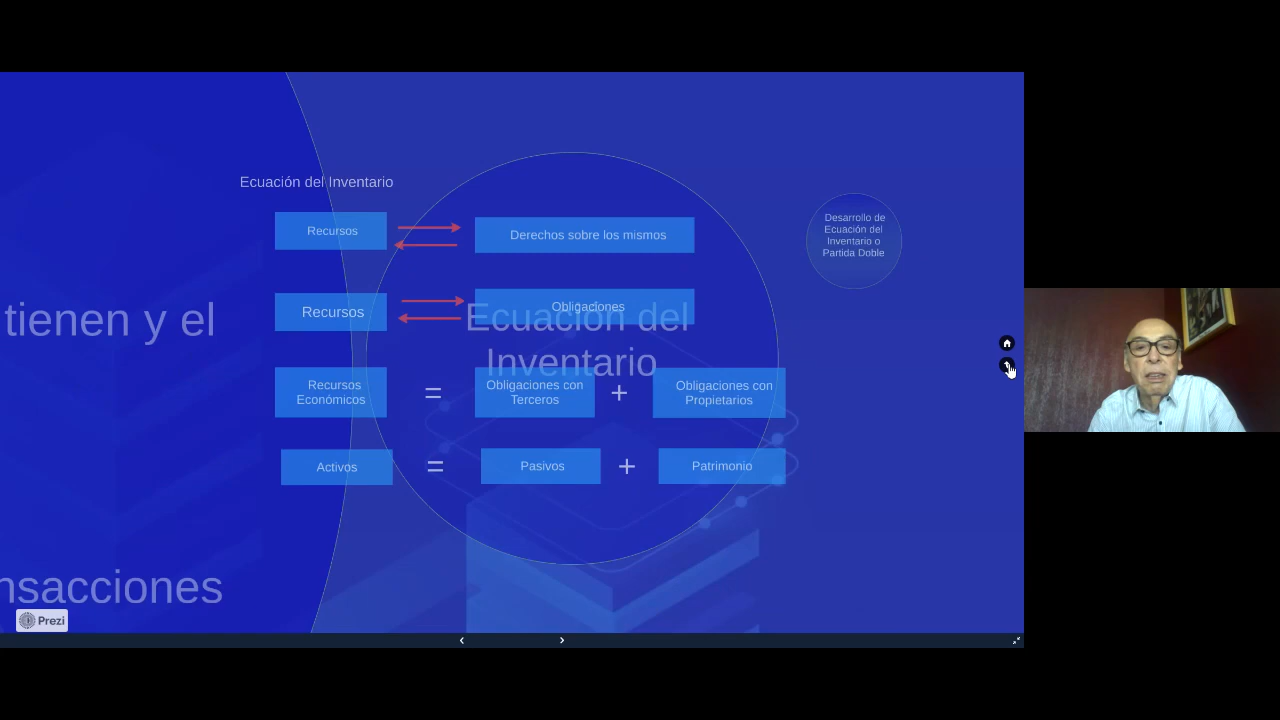 Ecuación del Inventario
Recursos
Derechos sobre los mismos
Desarrollo de
Ecuación del
Inventario o
Partida Doble
Recursos
Obligaciones
tienen y el
Ecuación del
Inventario
Recursos
Económicos
=
Obligaciones con
Terceros
+
Obligaciones con
Propietarios
Activos
=
Pasivos
+
Patrimonio
nsacciones
Prezi